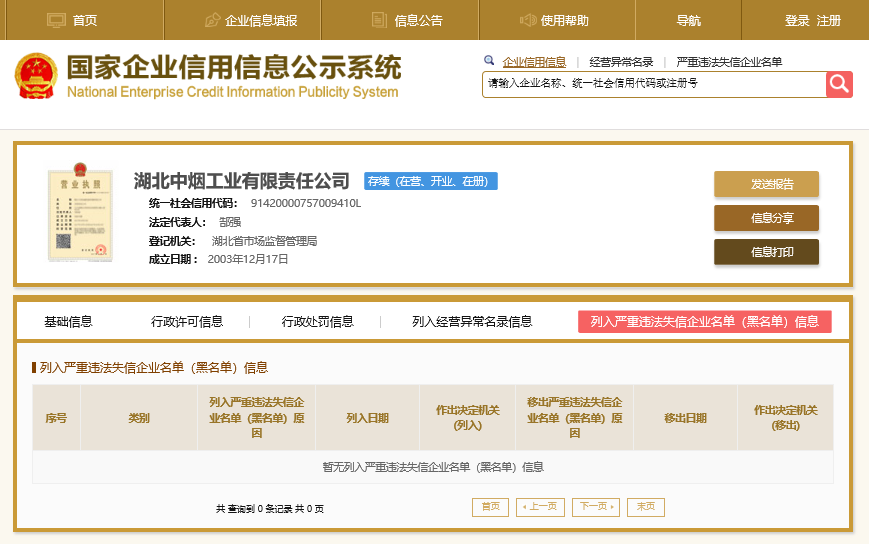 首页
企业信息填报
信息公告
使用帮助
导航
登录 注册
国家企业信用信息公示系统
National Enterprise Credit Information Publicity System
企业信用信息 | 经营异常名录 | 严重违法失信企业名单
请输入企业名称、统一社会信用代码或注册号
营业执照
湖北中烟工业有限责任公司
存续（在营、开业、在册）
统一社会信用代码： 91420000757009410L
法定代表人： 郜强
登记机关： 湖北省市场监督管理局
成立日期： 2003年12月17日
发送报告
信息分享
信息打印
基础信息
行政许可信息
行政处罚信息
列入经营异常名录信息
列入严重违法失信企业名单（黑名单）信息
列入严重违法失信企业名单（黑名单）信息
序号
类别
列入严重违法失信企
业名单（黑名单）原
因
列入日期
作出决定机关
(列入)
移出严重违法失信企
业名单（黑名单）原
因
移出日期
作出决定机关
(移出)
暂无列入严重违法失信企业名单（黑名单）信息
共 查询到 0 条记录 共 0 页
首页
上一页
下一页
末页